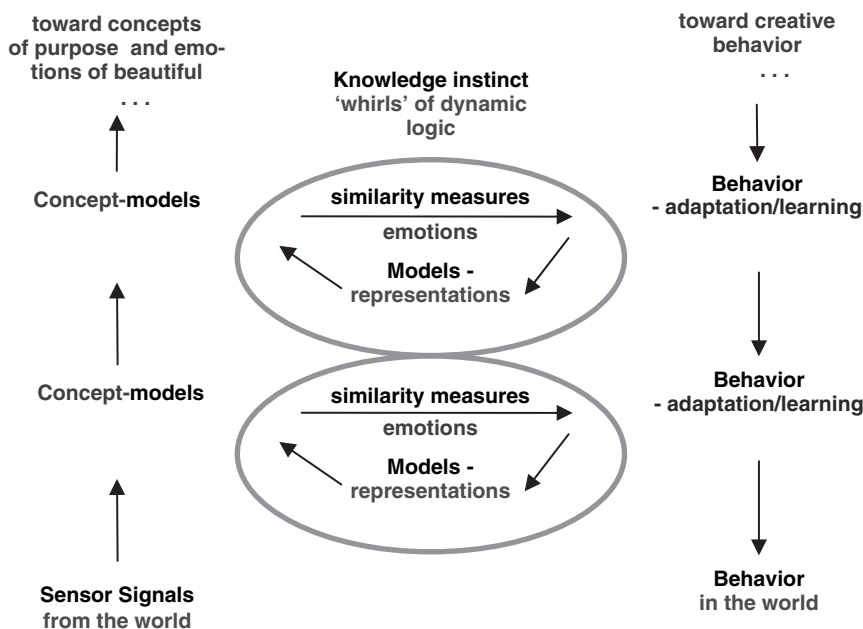 toward concepts
of purpose and emo-
tions of beautiful
. . .
Knowledge instinct
‘whirls’ of dynamic
logic
toward creative
behavior
. . .
Concept-models
similarity measures
emotions
Models -
representations
Behavior
- adaptation/learning
Concept-models
similarity measures
emotions
Models -
representations
Behavior
- adaptation/learning
Sensor Signals
from the world
Behavior
in the world